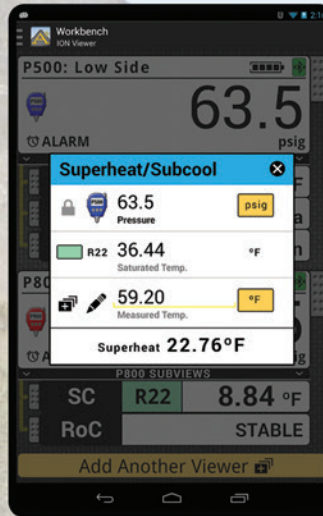 2:14
Workbench
ION Viewer
P500: Low Side
63.5
psig
ALARM
Superheat/Subcool
63.5
Pressure
psig
R22
36.44
Saturated Temp.
°F
59.20
Measured Temp.
°F
Superheat 22.76°F
P800 SUBVIEWS
SC
R22
8.84 °F
RoC
STABLE
Add Another Viewer